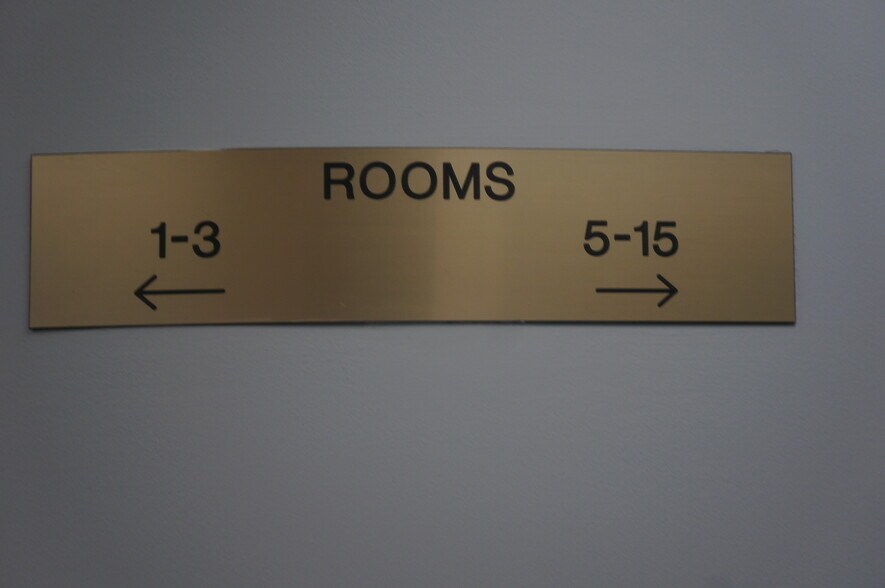 ROOMS
1-3 5-15
← →